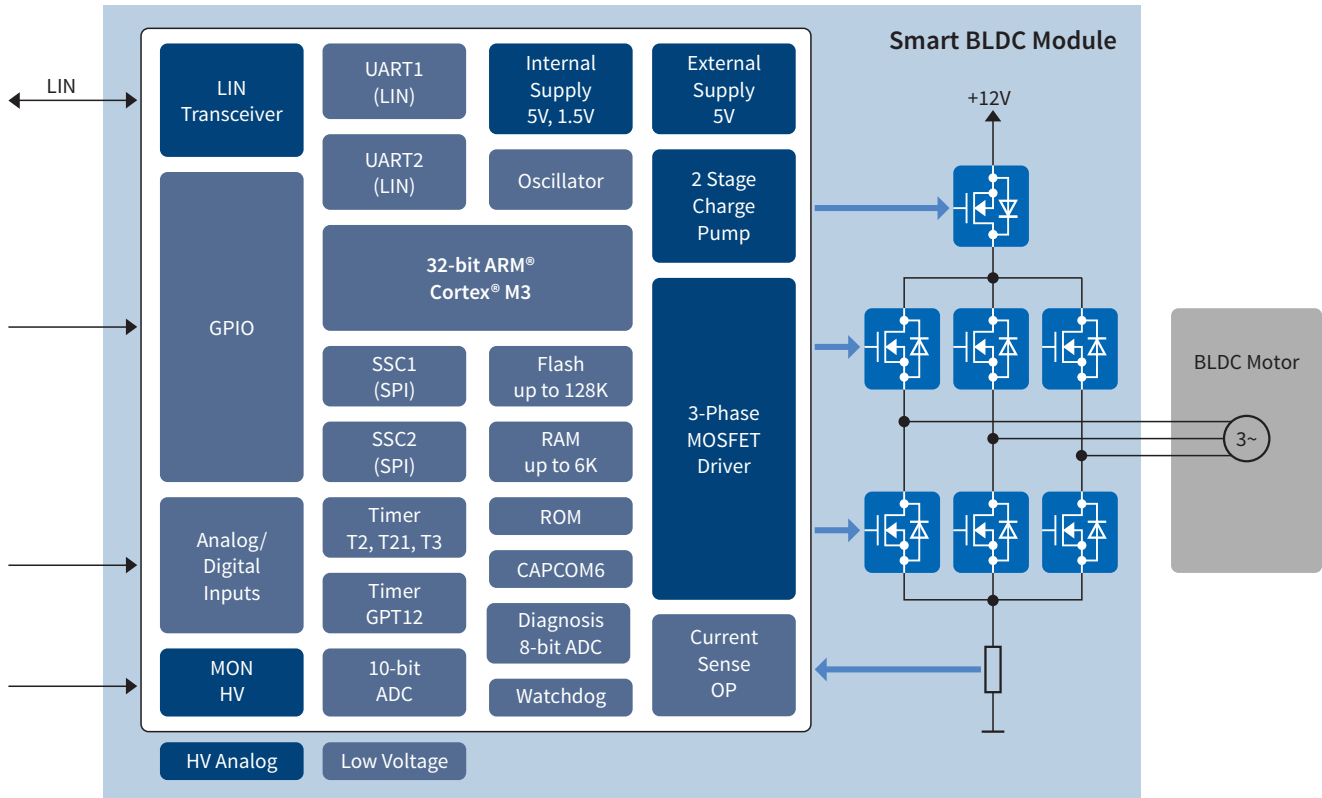 Smart BLDC Module
LIN
LIN
Transceiver
GPIO
Analog/
Digital
Inputs
MON
HV
UART1
(LIN)
UART2
(LIN)
Internal
Supply
5V, 1.5V
Oscillator
32-bit ARM®
Cortex® M3
SSC1
(SPI)
SSC2
(SPI)
Timer
T2, T21, T3
Timer
GPT12
10-bit
ADC
Flash
up to 128K
RAM
up to 6K
ROM
CAPCOM6
Diagnosis
8-bit ADC
Watchdog
External
Supply
5V
2 Stage
Charge
Pump
3-Phase
MOSFET
Driver
Current
Sense
OP
+12V
BLDC Motor
3~
HV Analog
Low Voltage